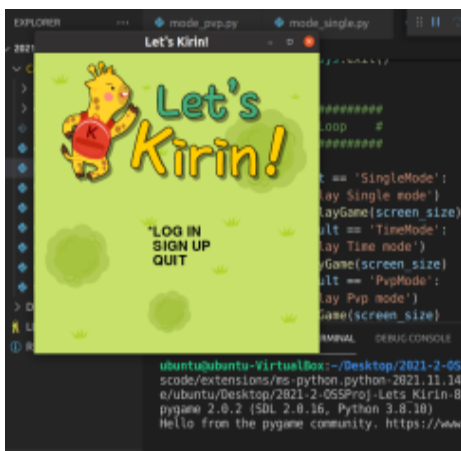 EXPLORER
mode_pvp.py
mode_single.py
2021
Let's Kirin!
Let's
Kirin!
K
*LOG IN
SIGN UP
QUIT
#########
Loop #
#########
t == 'SingleMode':
lay Single mode')
layGame(screen_size)
ult == 'TimeMode':
lay Time mode')
yGame(screen_size)
ult == 'PvpMode':
lay Pvp mode')
Game(screen_size)
RMINAL DEBUG CONSOLE
ubuntu@ubuntu-VirtualBox:~/Desktop/2021-2-OSS
scode/extensions/ms-python.python-2021.11.14
e/ubuntu/Desktop/2021-2-OSSProj-Lets_Kirin-8
pygame 2.0.2 (SDL 2.0.16, Python 3.8.10)
Hello from the pygame community. https://www